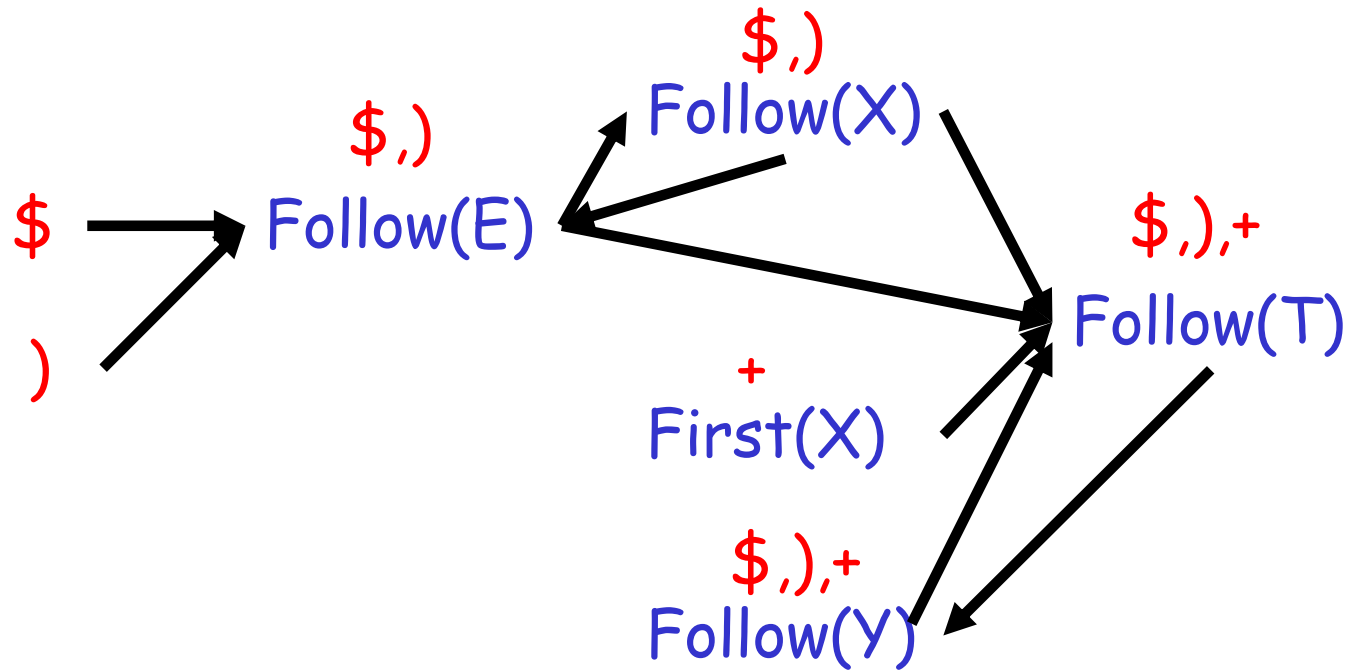 $,)
Follow(X)
$,)
$
Follow(E)
$,),+
Follow(T)
)
+
First(X)
$,),+
Follow(Y)